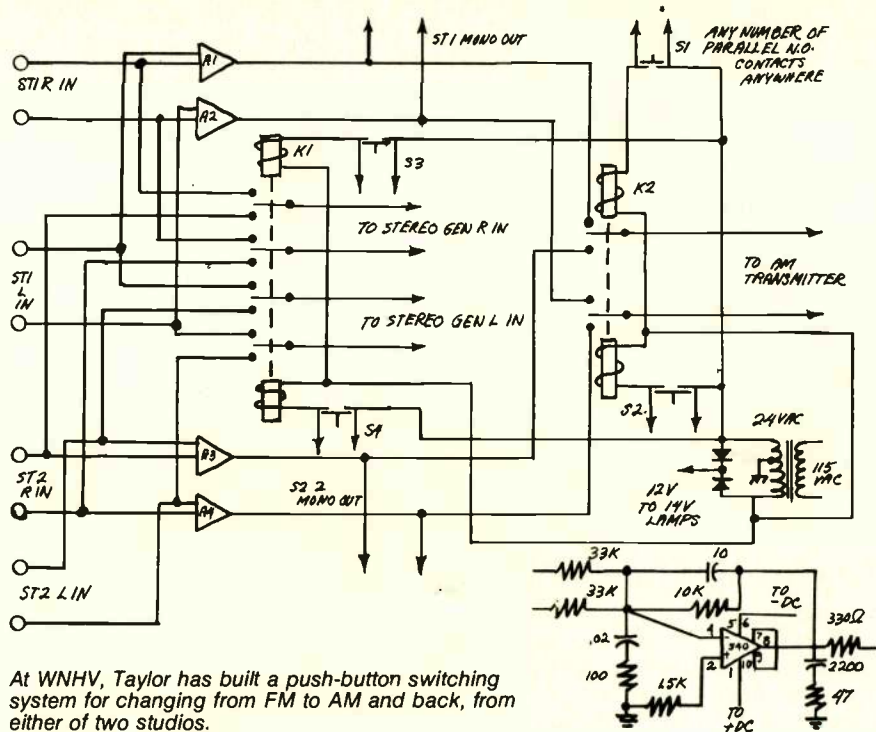 ST1 MONO OUT
S1
ANY NUMBER OF
PARALLEL N.O.
CONTACTS
ANYWHERE
A1
ST1 R IN
A2
K1
S3
K2
TO STEREO GEN R IN
TO AM
TRANSMITTER
ST1
L
IN
TO STEREO GEN L IN
S4
S2
24VAC
115
VAC
A3
ST2
R IN
S2 2
MONO OUT
12V
TO 14V
LAMPS
A4
ST2 L IN
33K
10
33K
10K
TO
-DC
330Ω
.02
4
5
6
7
8
540
9
10
2
1
100
1.5K
2200
47
TO
+DC
At WNHV, Taylor has built a push-button switching
system for changing from FM to AM and back, from
either of two studios.